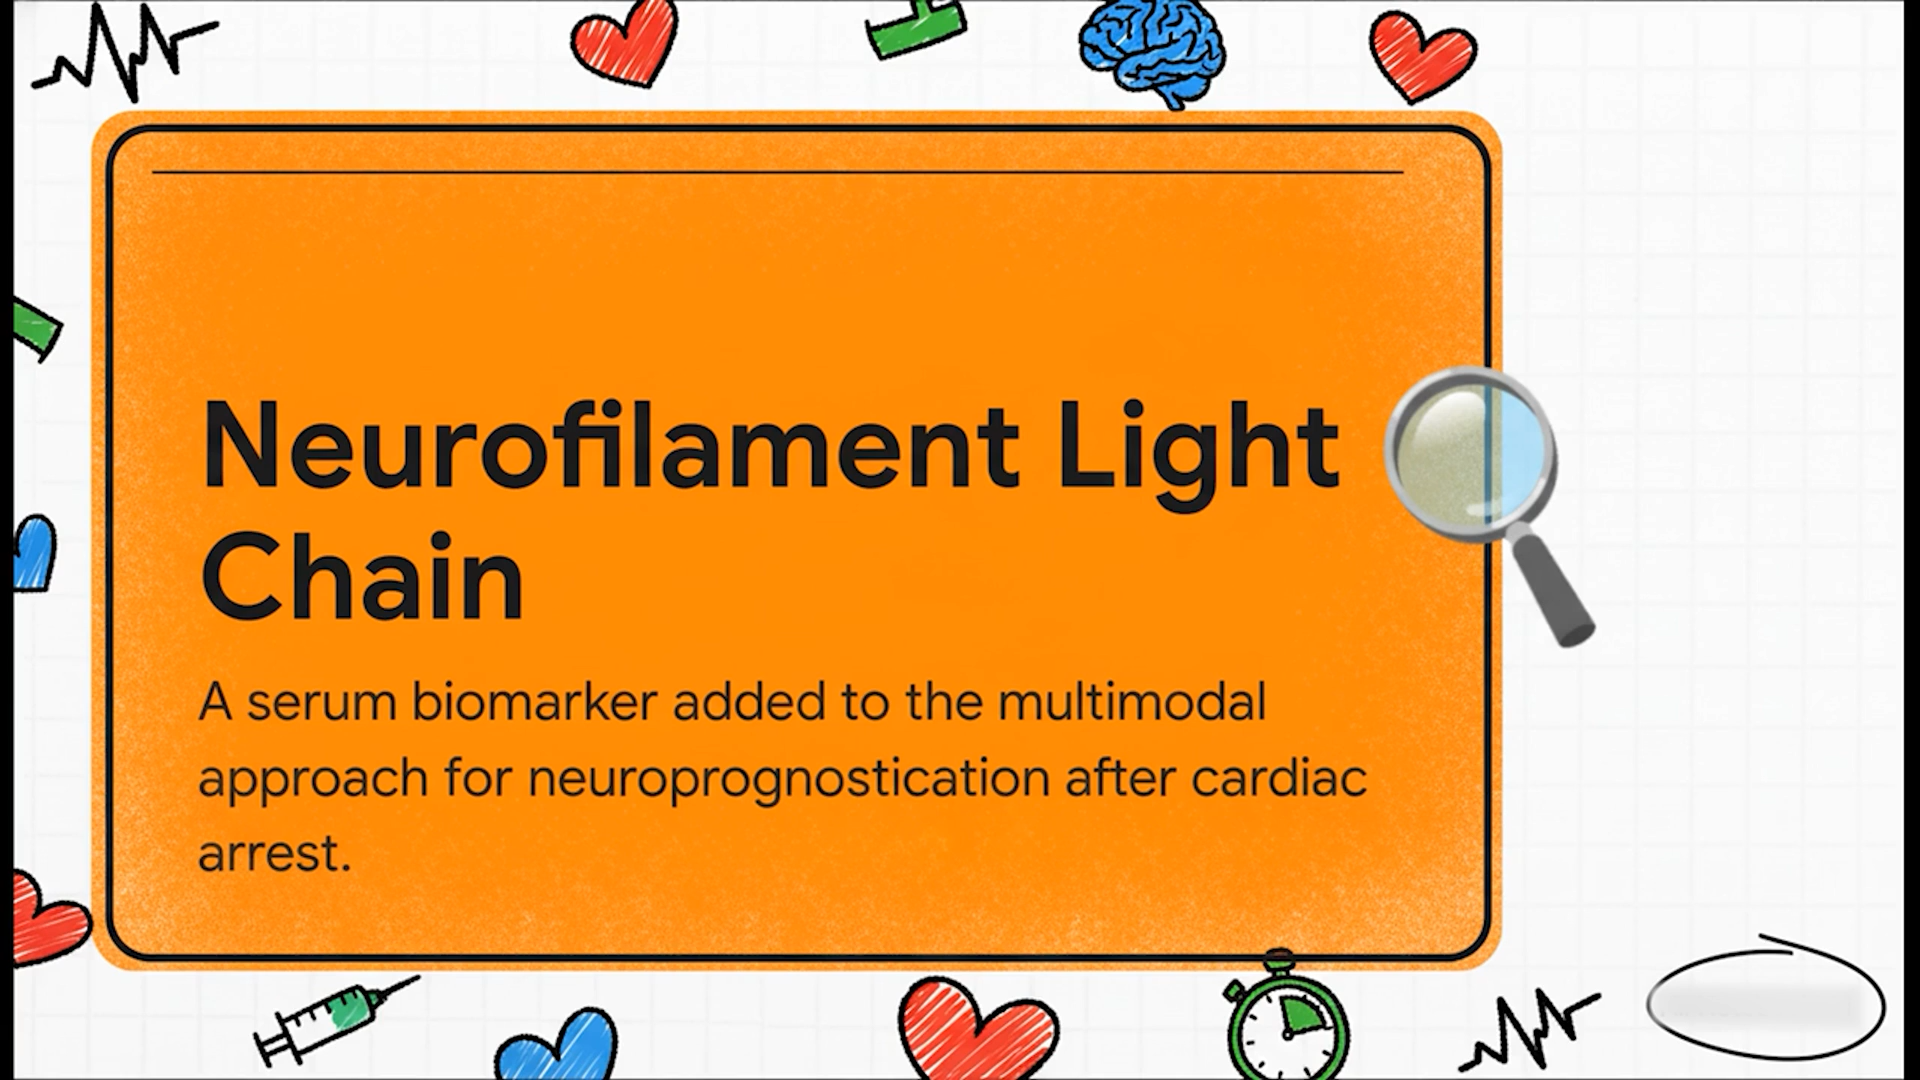 Neurofilament Light
Chain
A serum biomarker added to the multimodal
approach for neuroprognostication after cardiac
arrest.